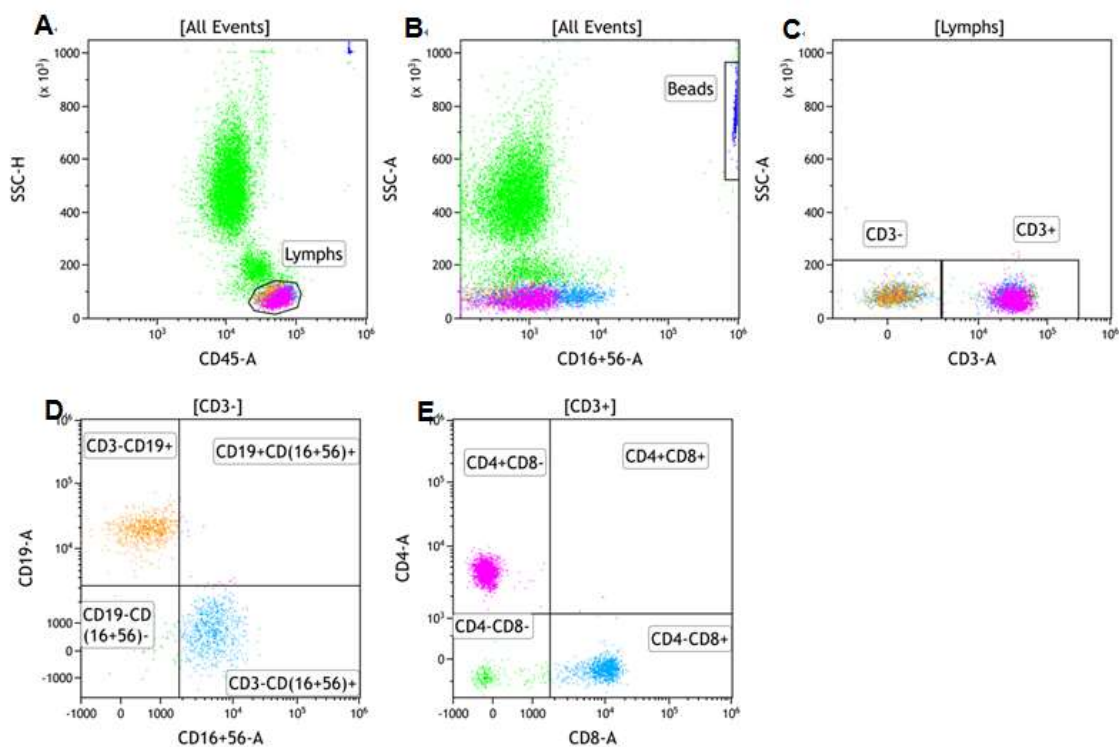 A
[All Events]
(x 10³)
1000
800
600
400
200
0
SSC-H
Lymphs
10³
10⁴
10⁵
10⁶
CD45-A
B
[All Events]
(x 10³)
1000
800
600
400
200
0
SSC-A
Beads
10³
10⁴
10⁵
10⁶
CD16+56-A
C
[Lymphs]
(x 10³)
1000
800
600
400
200
0
SSC-A
CD3-
CD3+
0
10⁴
10⁵
10⁶
CD3-A
D
[CD3-]
10⁶
10⁵
10⁴
1000
0
-1000
CD19-A
CD3-CD19+
CD19+CD(16+56)+
CD19-CD
(16+56)-
CD3-CD(16+56)+
-1000
0
1000
10⁴
10⁵
10⁶
CD16+56-A
E
[CD3+]
10⁶
10⁵
10⁴
10³
0
CD4-A
CD4+CD8-
CD4+CD8+
CD4-CD8-
CD4-CD8+
-1000
0
1000
10⁴
10⁵
10⁶
CD8-A